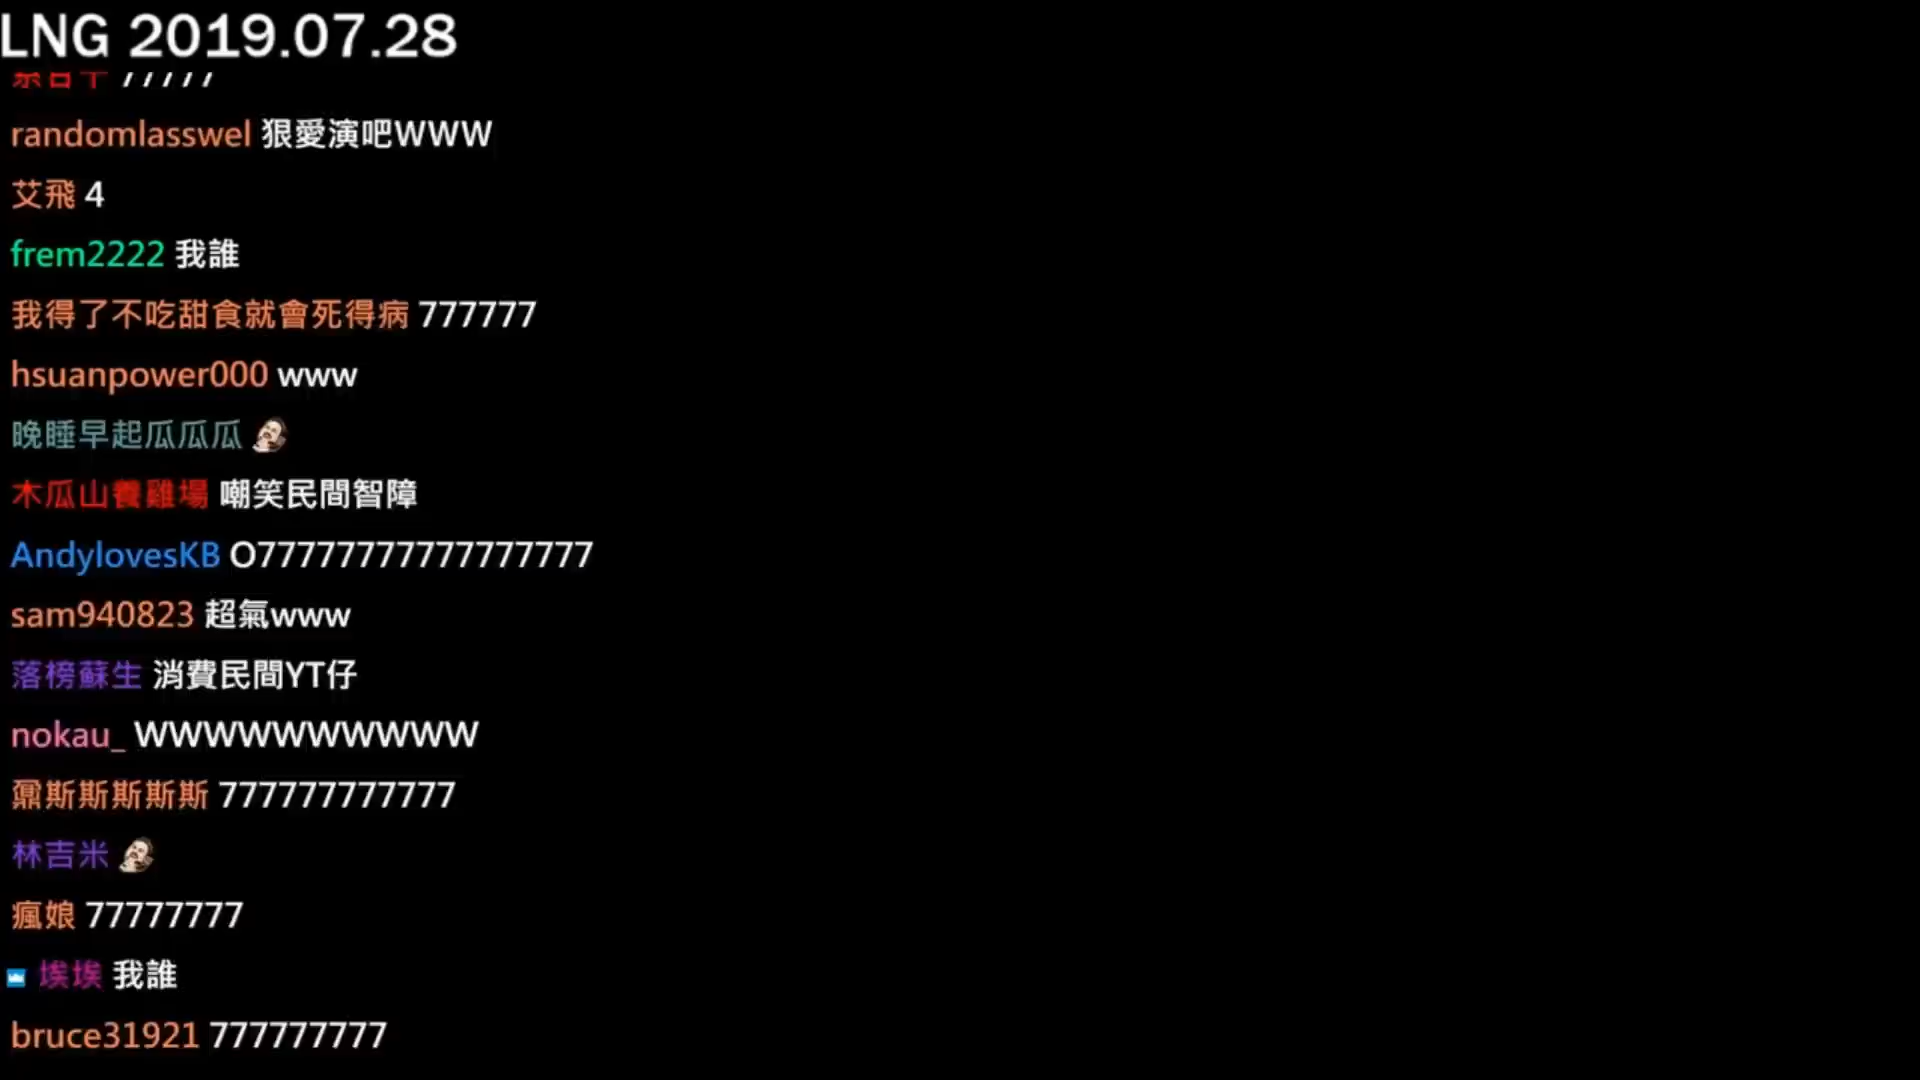 LNG 2019.07.28
77777
randomlasswel 狠愛演吧WWW
艾飛 4
frem2222 我誰
我得了不吃甜食就會死得病 777777
hsuanpower000 www
晚睡早起瓜瓜瓜
木瓜山養雞場 嘲笑民間智障
AndylovesKB O77777777777777777
sam940823 超氣www
落榜蘇生 消費民間YT仔
nokau_ WWWWWWWWWW
斯斯斯斯斯 777777777777
林吉米
瘋娘 77777777
埃埃 我誰
bruce31921 777777777